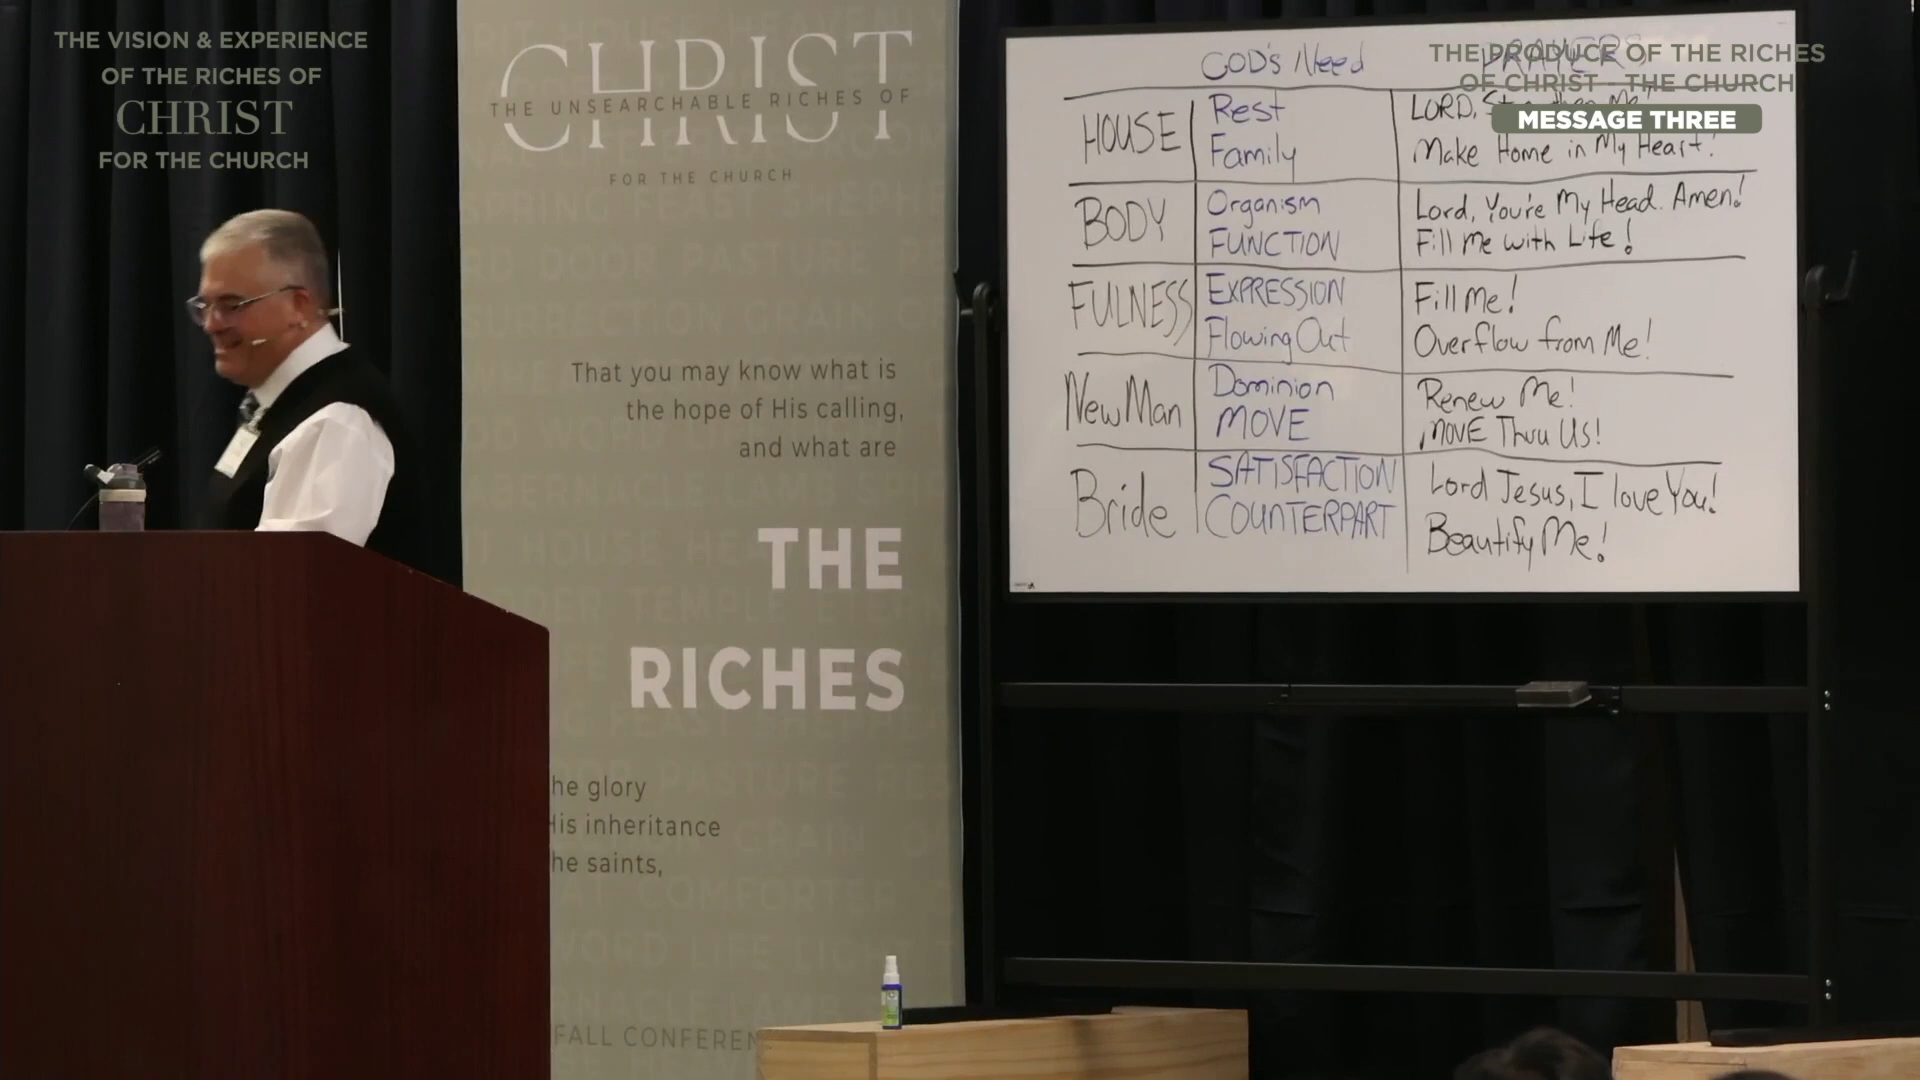 THE VISION & EXPERIENCE
OF THE RICHES OF
CHRIST
FOR THE CHURCH
CHRIST
THE UNSEARCHABLE RICHES OF
FOR THE CHURCH
That you may know what is
the hope of His calling,
and what are
THE
RICHES
he glory
His inheritance
he saints,
FALL CONFEREN
THE PRODUCE OF THE RICHES
OF CHRIST - THE CHURCH
MESSAGE THREE
GOD's Need PRAYERS
HOUSE
Rest
Family
LORD, Me!
Make Home in My Heart!
BODY
Organism
FUNCTION
Lord, You're My Head. Amen!
Fill Me with Life!
FULNESS
EXPRESSION
Flowing Out
Fill Me!
Overflow from Me!
New Man
Dominion
MOVE
Renew Me!
MOVE Thru Us!
Bride
SATISFACTION
COUNTERPART
Lord Jesus, I love You!
Beautify Me!